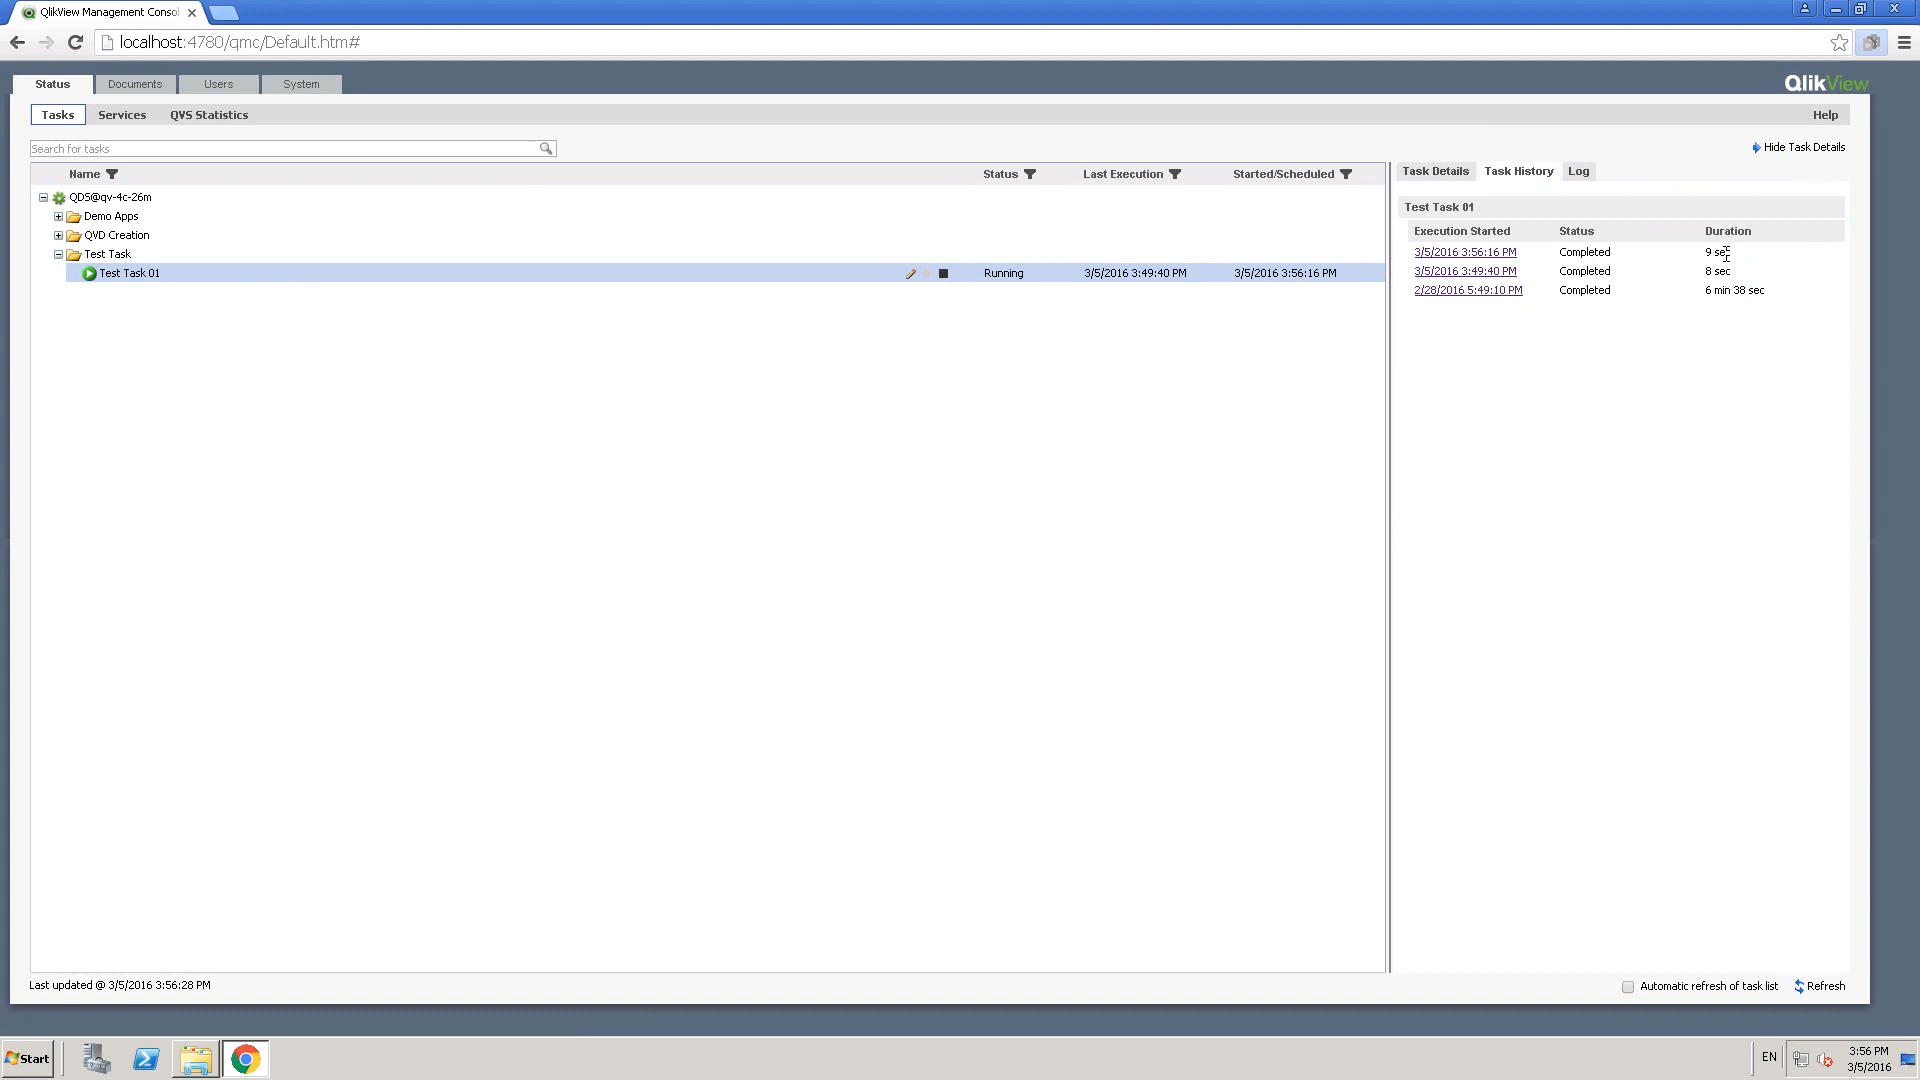 QlikView Management Consol
localhost:4780/qmc/Default.htm#
Status Documents Users System
QlikView
Tasks Services QVS Statistics Help
Search for tasks
Hide Task Details
Name Status Last Execution Started/Scheduled
QDS@qv-4c-26m
Demo Apps
QVD Creation
Test Task
Test Task 01 Running 3/5/2016 3:49:40 PM 3/5/2016 3:56:16 PM
Task Details Task History Log
Test Task 01
Execution Started Status Duration
3/5/2016 3:56:16 PM Completed 9 sec
3/5/2016 3:49:40 PM Completed 8 sec
2/28/2016 5:49:10 PM Completed 6 min 38 sec
Last updated @ 3/5/2016 3:56:28 PM
Automatic refresh of task list Refresh
Start
EN
3:56 PM
3/5/2016